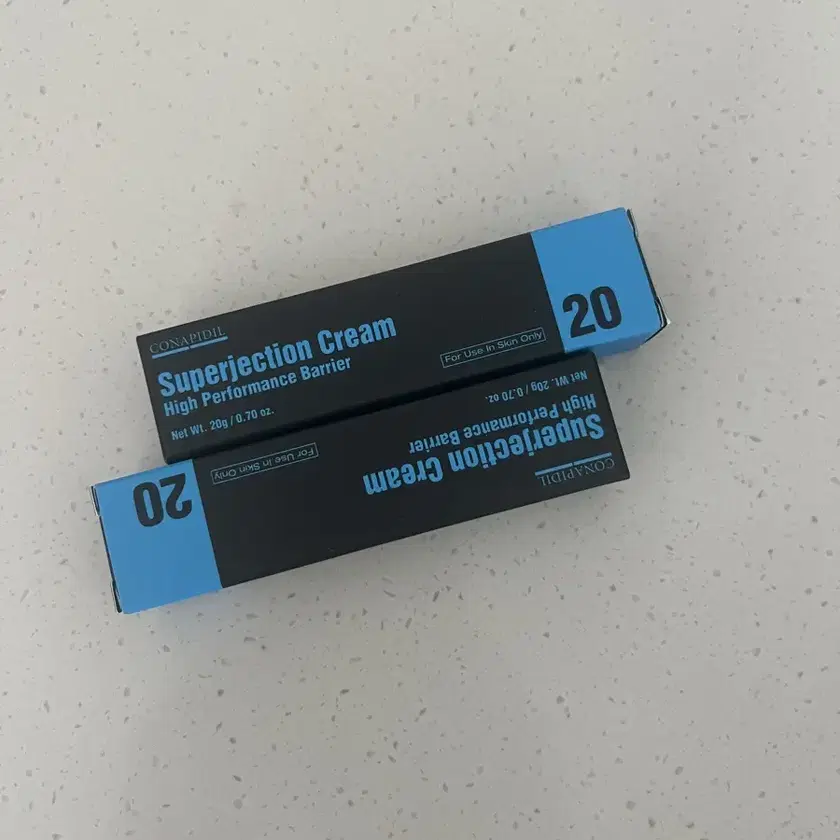 CONAPIDIL
Superjection Cream
High Performance Barrier
Net Wt. 20g / 0.70 oz.
For Use In Skin Only
20
CONAPIDIL
Superjection Cream
High Performance Barrier
Net Wt. 20g / 0.70 oz.
For Use In Skin Only
20